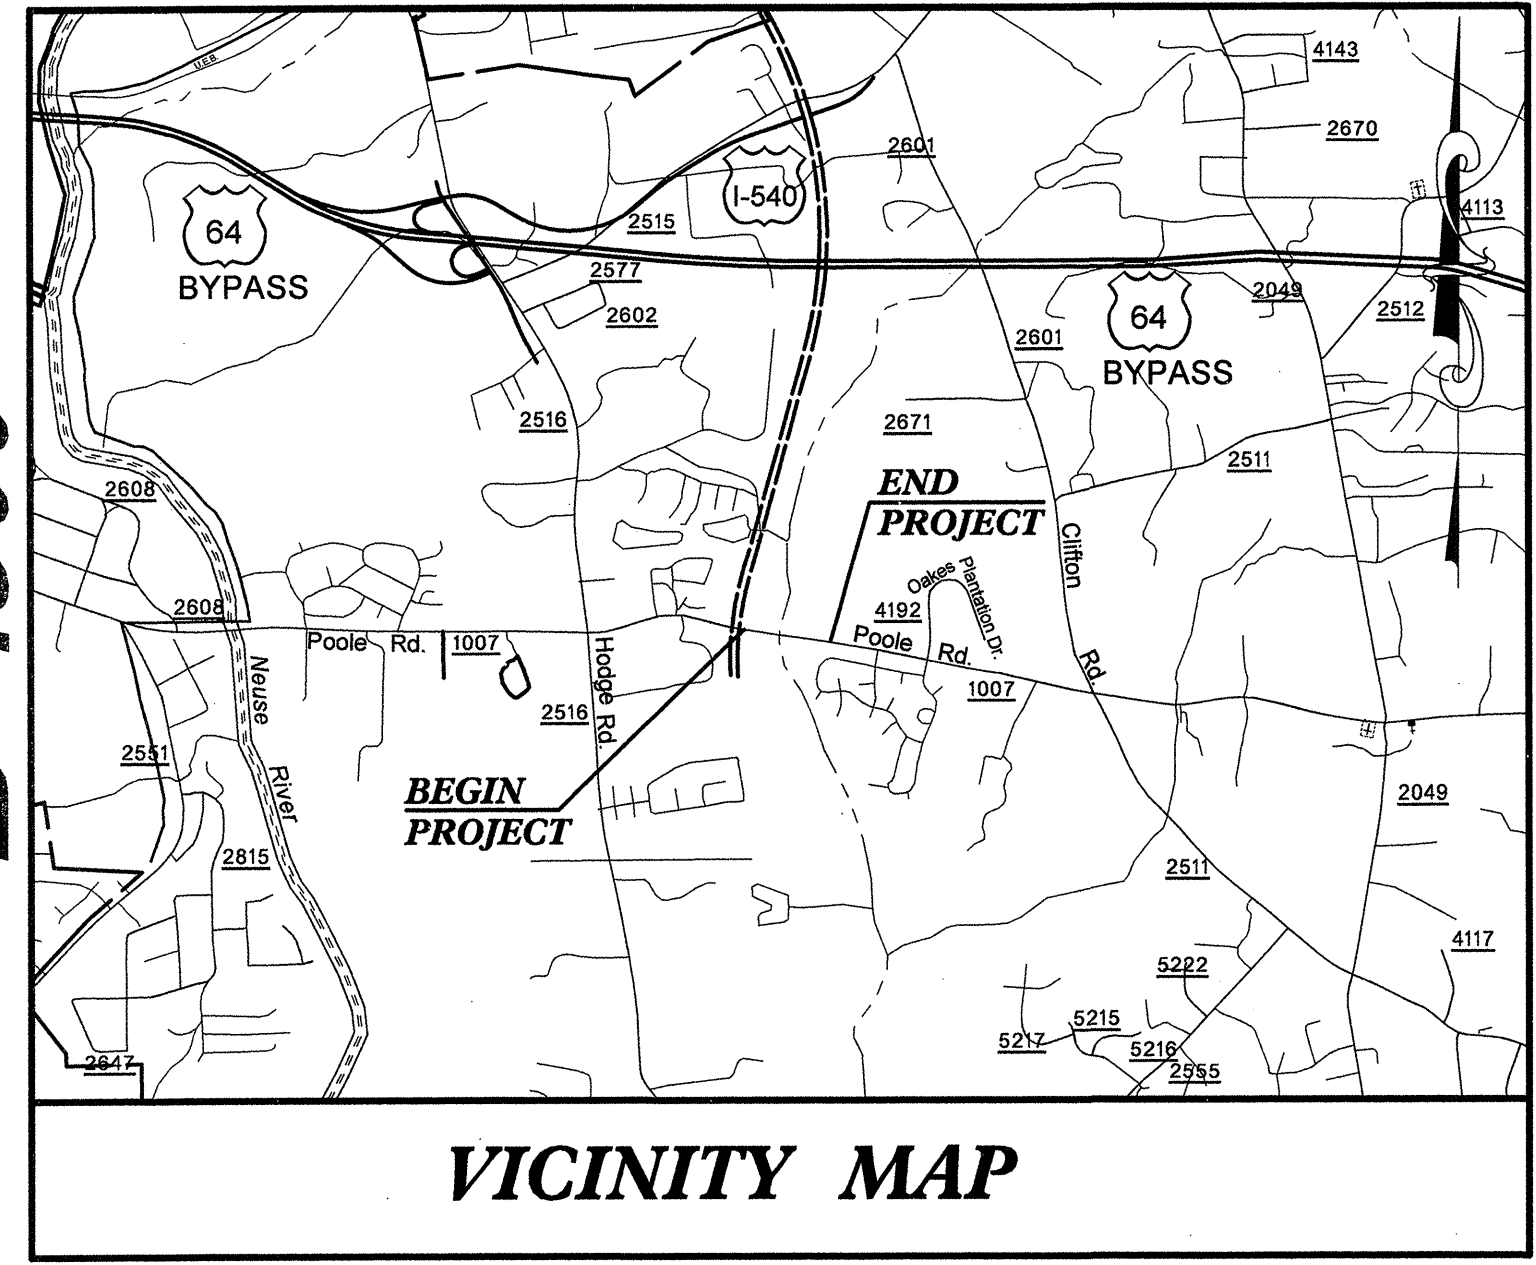 4143
U.E.B.
2670
2601
I-540
4113
2515
64
BYPASS
2577
2049
2512
2602
64
BYPASS
2601
2516
2671
2511
END
PROJECT
2608
Clifton
Rd.
Oakes
Plantation Dr.
4192
2608
Poole Rd.
1007
Poole Rd.
1007
Hodge Rd.
2516
Neuse
River
2551
BEGIN
PROJECT
2049
2815
2511
4117
5222
5215
5217
5216
2555
2647
VICINITY MAP